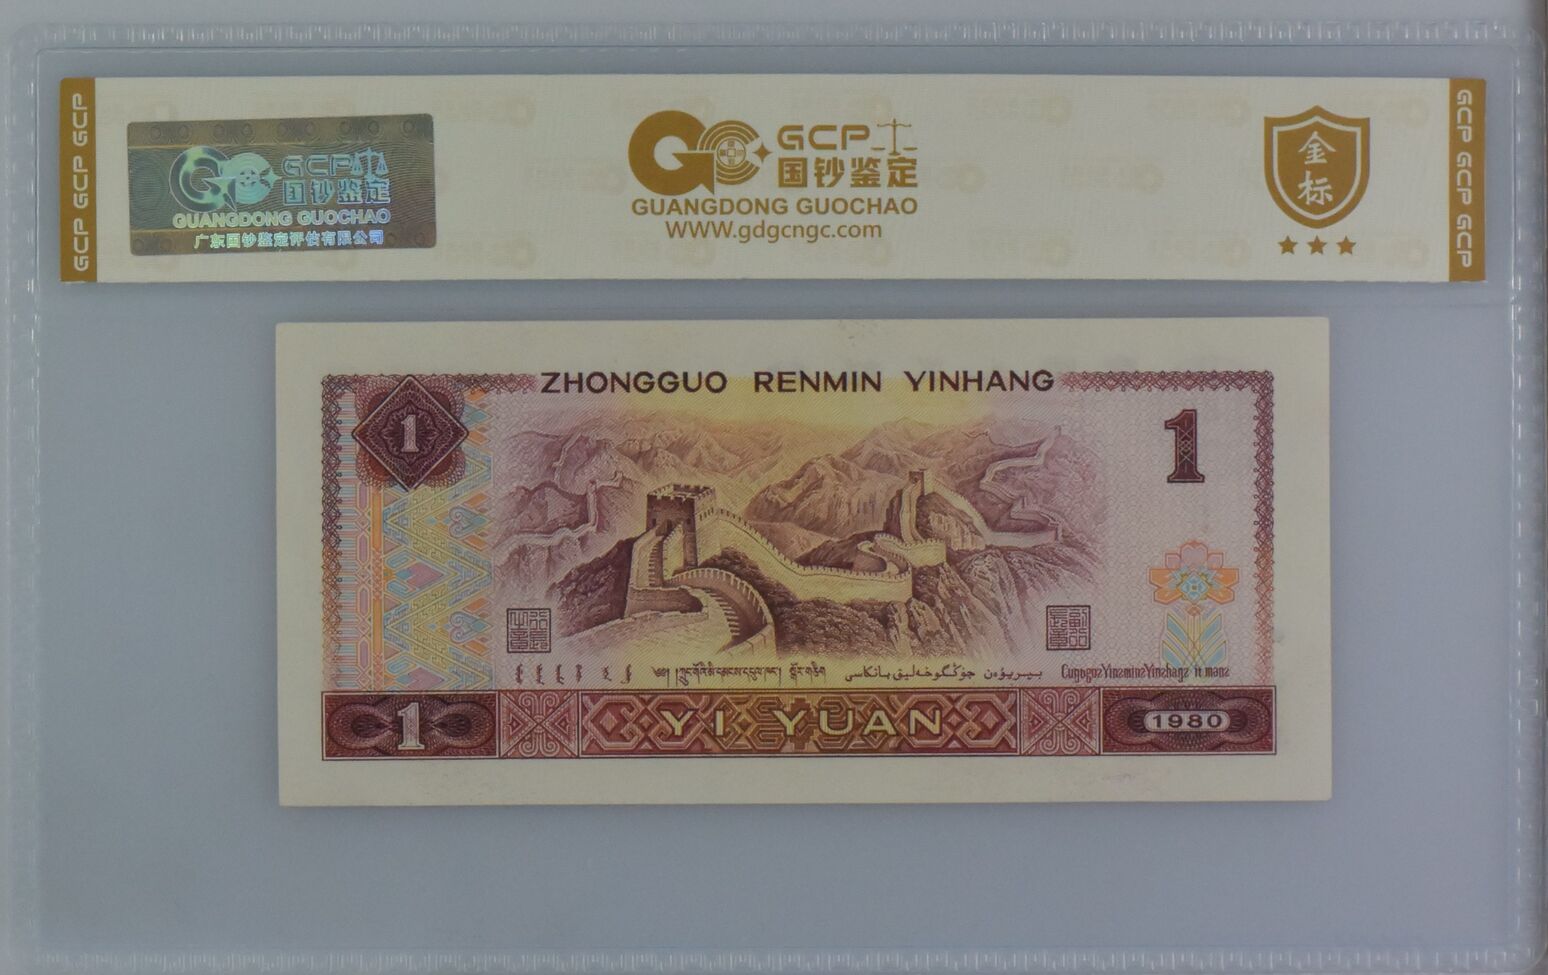 GCP GCP GCP
GCP
国钞鉴定
GUANGDONG GUOCHAO
广东国钞鉴定评估有限公司
GCP
国钞鉴定
GUANGDONG GUOCHAO
WWW.gdgcngc.com
金标
GCP GCP GCP
ZHONGGUO RENMIN YINHANG
1
1
1
YI YUAN
1980